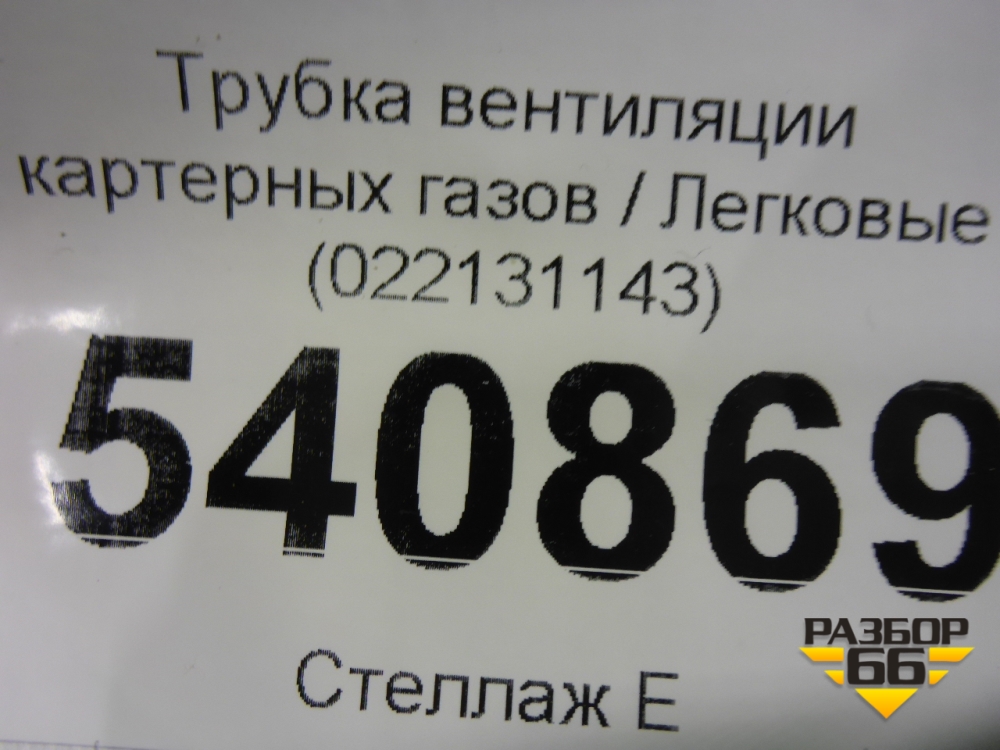 Трубка вентиляции
картерных газов / Легковые
(022131143)
540869
Стеллаж Е
РАЗБОР
66